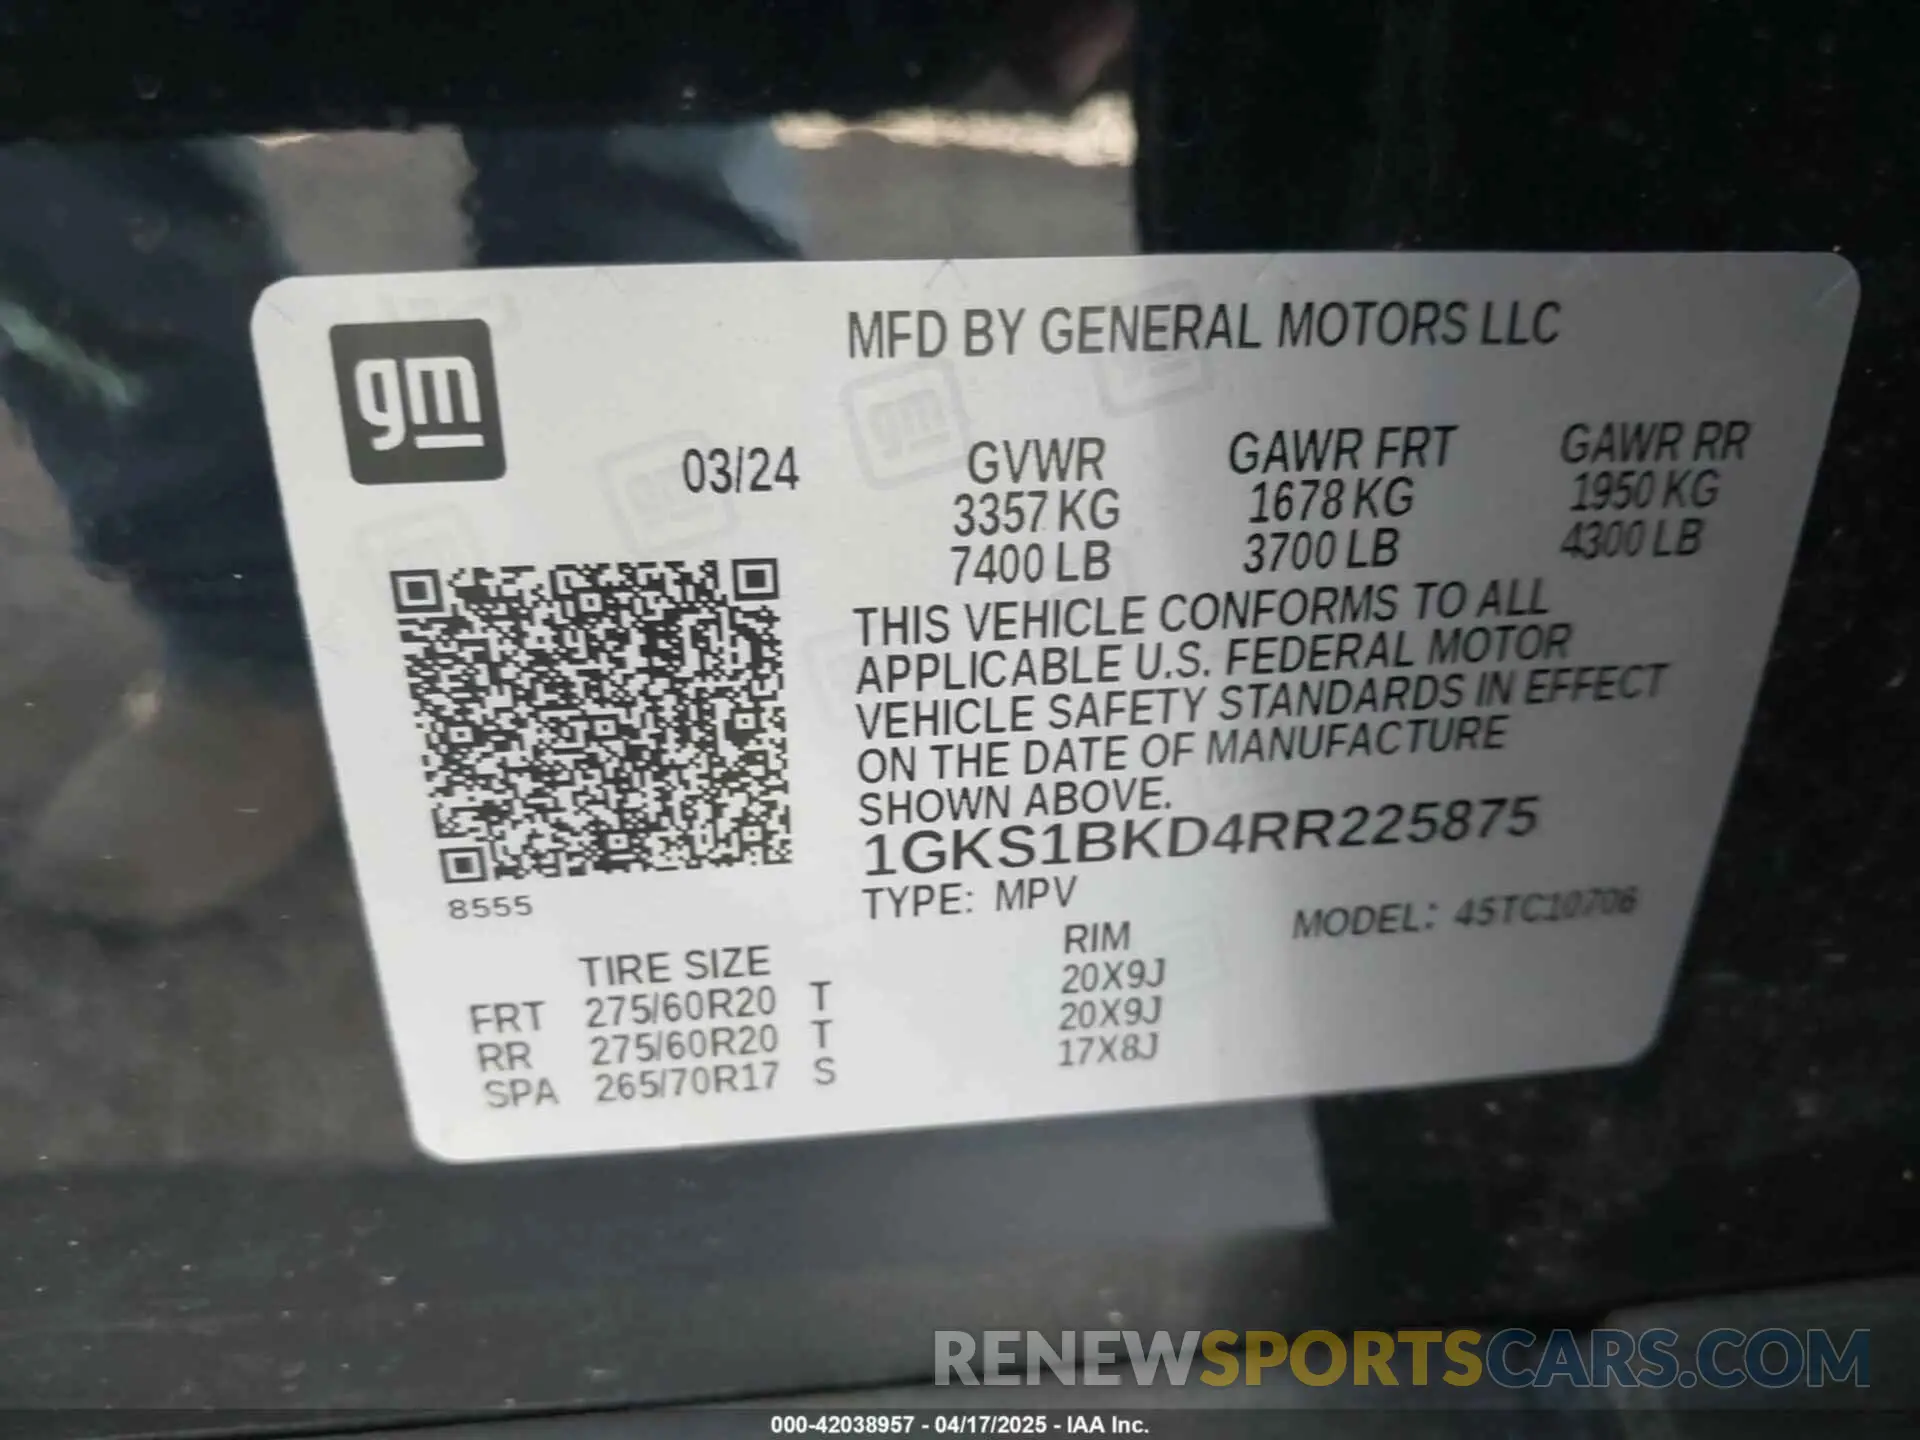 gm
MFD BY GENERAL MOTORS LLC
03/24
GVWR GAWR FRT GAWR RR
3357 KG 1678 KG 1950 KG
7400 LB 3700 LB 4300 LB
THIS VEHICLE CONFORMS TO ALL
APPLICABLE U.S. FEDERAL MOTOR
VEHICLE SAFETY STANDARDS IN EFFECT
ON THE DATE OF MANUFACTURE
SHOWN ABOVE.
1GKS1BKD4RR225875
8555
TYPE: MPV MODEL: 45TC10706
TIRE SIZE RIM
FRT 275/60R20 T 20X9J
RR 275/60R20 T 20X9J
SPA 265/70R17 S 17X8J
RENEWSPORTSCARS.COM
000-42038957 - 04/17/2025 - IAA Inc.